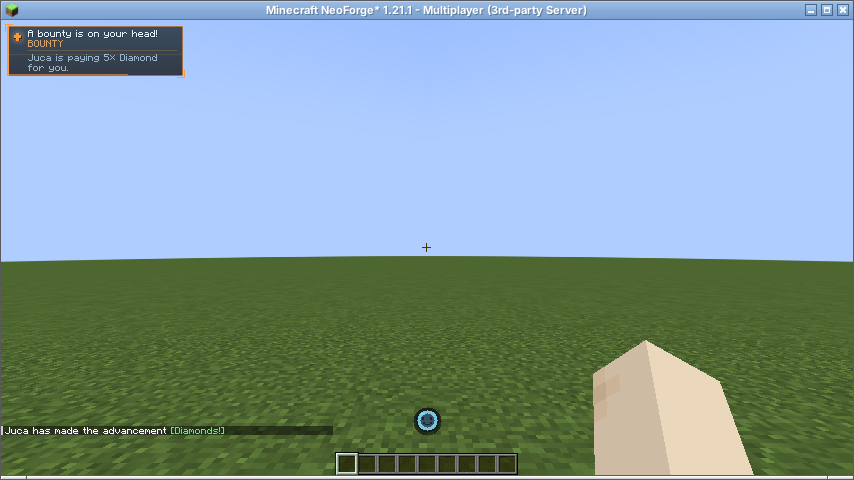 Minecraft NeoForge* 1.21.1 - Multiplayer (3rd-party Server)
A bounty is on your head!
BOUNTY
Juca is paying 5X Diamond
for you.
Juca has made the advancement [Diamonds!]